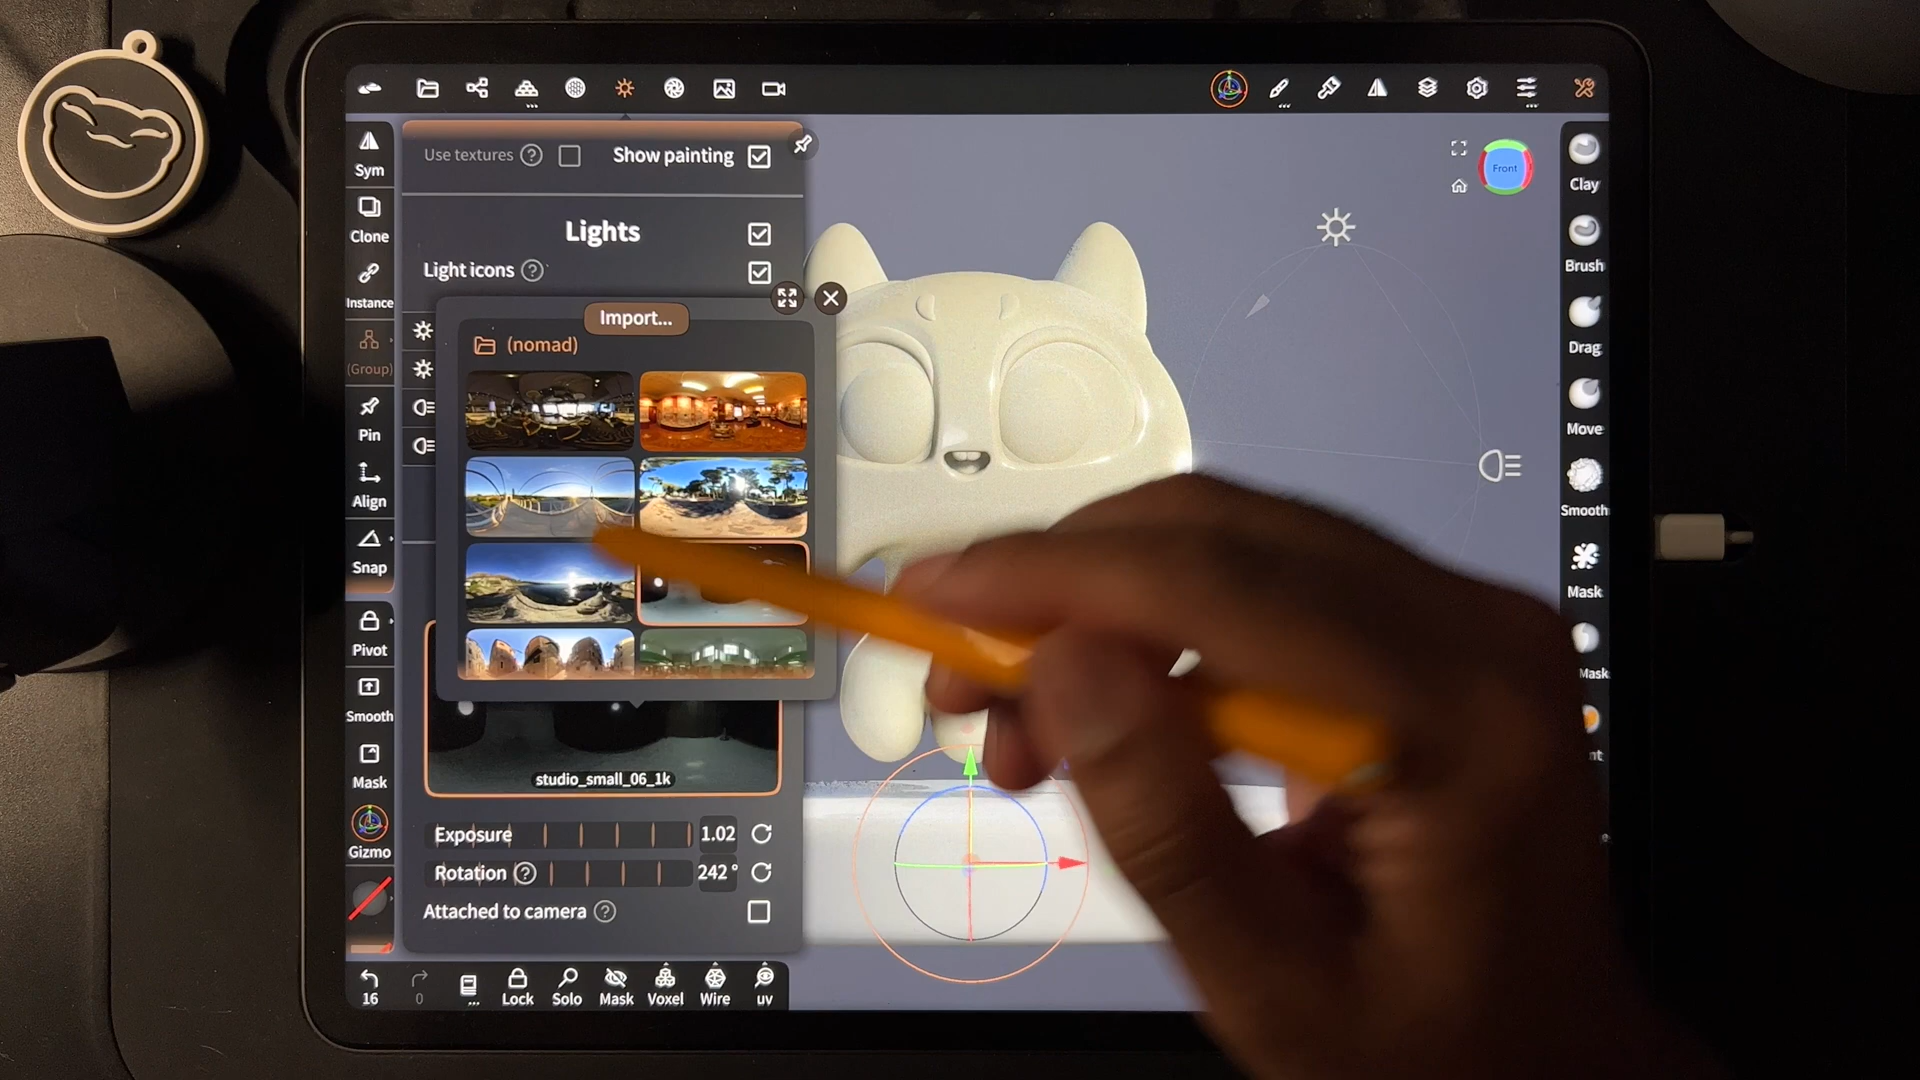 Use textures ? Show painting
Lights
Light icons ?
Import...
(nomad)
studio_small_06_1k
Exposure 1.02
Rotation ? 242 °
Attached to camera ?
Sym
Clone
Instance
(Group)
Pin
Align
Snap
Pivot
Smooth
Mask
Gizmo
16
0
...
Lock
Solo
Mask
Voxel
Wire
uv
Front
Clay
Brush
Drag
Move
Smooth
Mask
Mask
nt